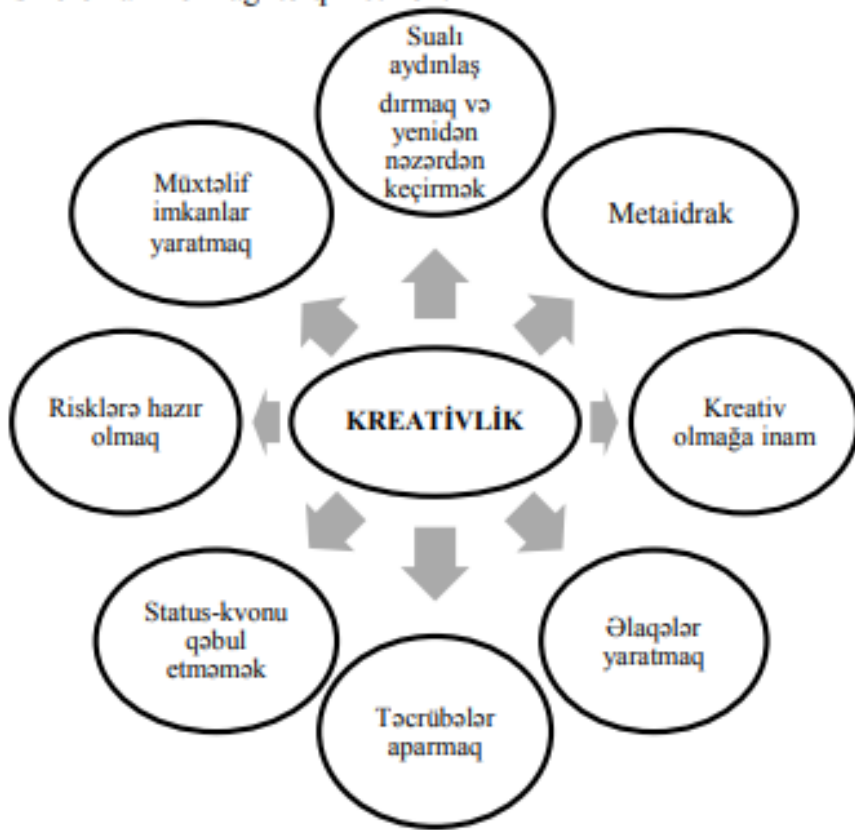 Sualı
aydınlaş
dırmaq və
yenidən
nəzərdən
keçirmək
Müxtəlif
imkanlar
yaratmaq
Metaidrak
Risklərə hazır
olmaq
KREATİVLİK
Kreativ
olmağa inam
Status-kvonu
qəbul
etməmək
Əlaqələr
yaratmaq
Təcrübələr
aparmaq